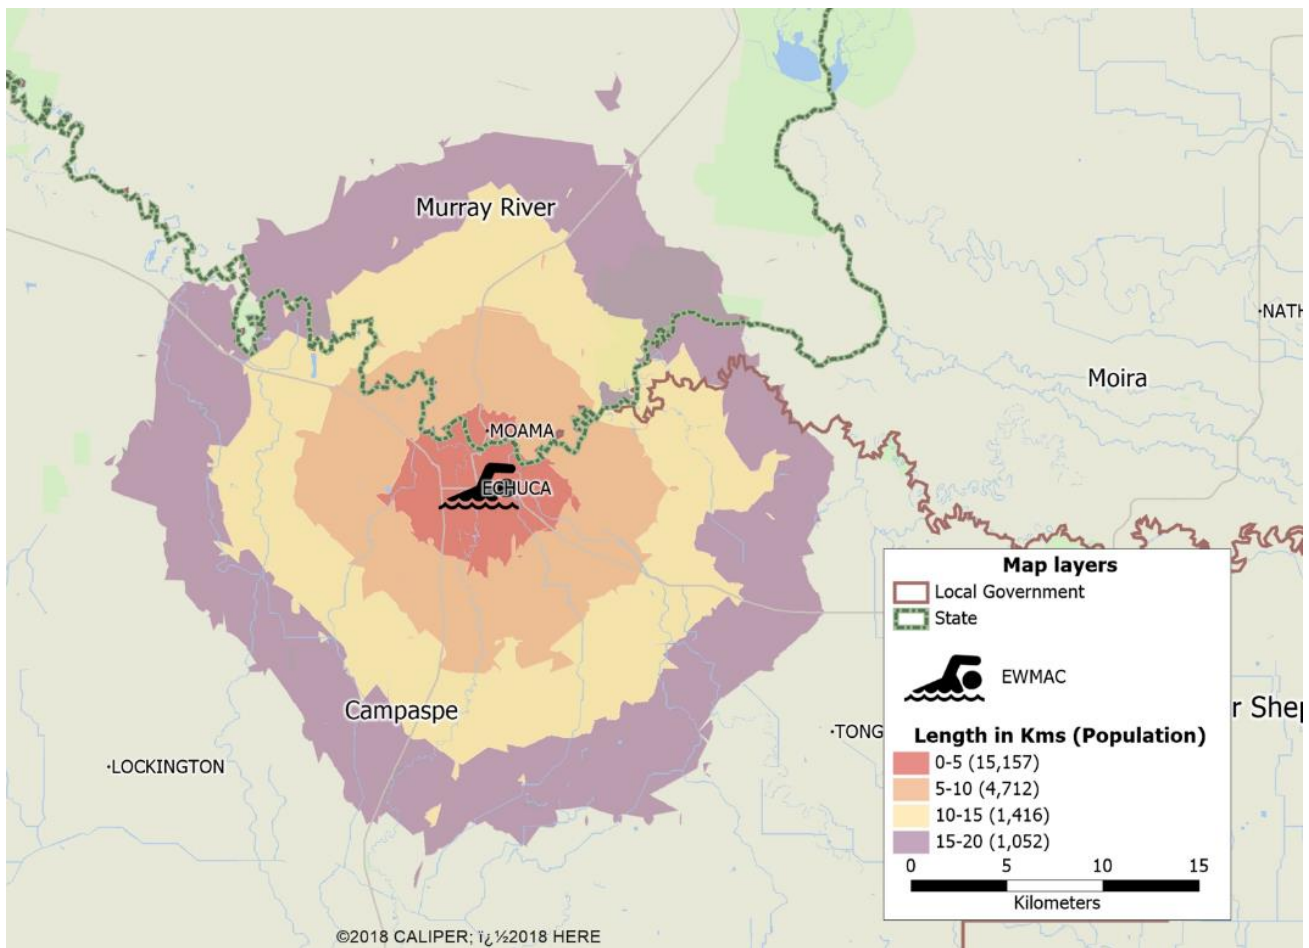 Murray River
NATH
Moira
MOAMA
ECHUCA
Campaspe
LOCKINGTON
TONG
r Shep
Map layers
Local Government
State
EWMAC
Length in Kms (Population)
0-5 (15,157)
5-10 (4,712)
10-15 (1,416)
15-20 (1,052)
0 5 10 15
Kilometers
©2018 CALIPER; ï¿½2018 HERE